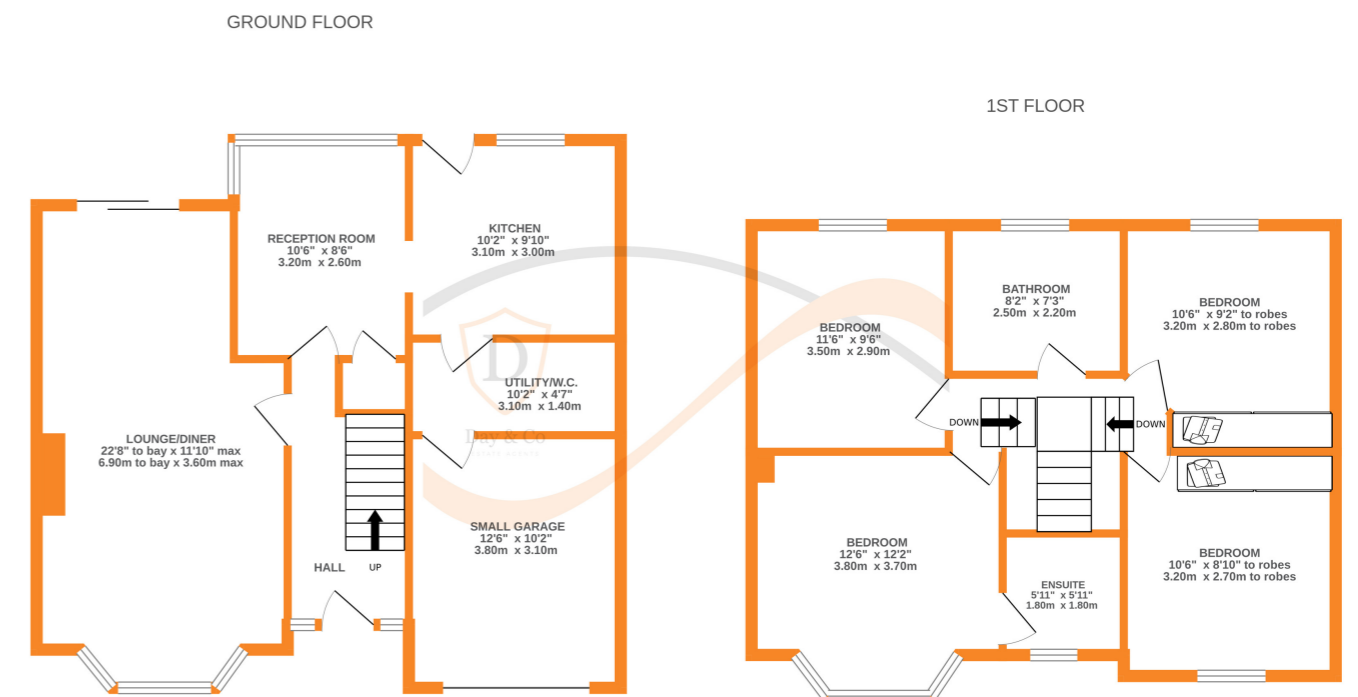 GROUND FLOOR
RECEPTION ROOM
10'6" x 8'6"
3.20m x 2.60m
KITCHEN
10'2" x 9'10"
3.10m x 3.00m
UTILITY/W.C.
10'2" x 4'7"
3.10m x 1.40m
LOUNGE/DINER
22'8" to bay x 11'10" max
6.90m to bay x 3.60m max
SMALL GARAGE
12'6" x 10'2"
3.80m x 3.10m
HALL
UP
D
Day & Co
1ST FLOOR
BEDROOM
11'6" x 9'6"
3.50m x 2.90m
BATHROOM
8'2" x 7'3"
2.50m x 2.20m
BEDROOM
10'6" x 9'2" to robes
3.20m x 2.80m to robes
DOWN
DOWN
BEDROOM
12'6" x 12'2"
3.80m x 3.70m
ENSUITE
5'11" x 5'11"
1.80m x 1.80m
BEDROOM
10'6" x 8'10" to robes
3.20m x 2.70m to robes